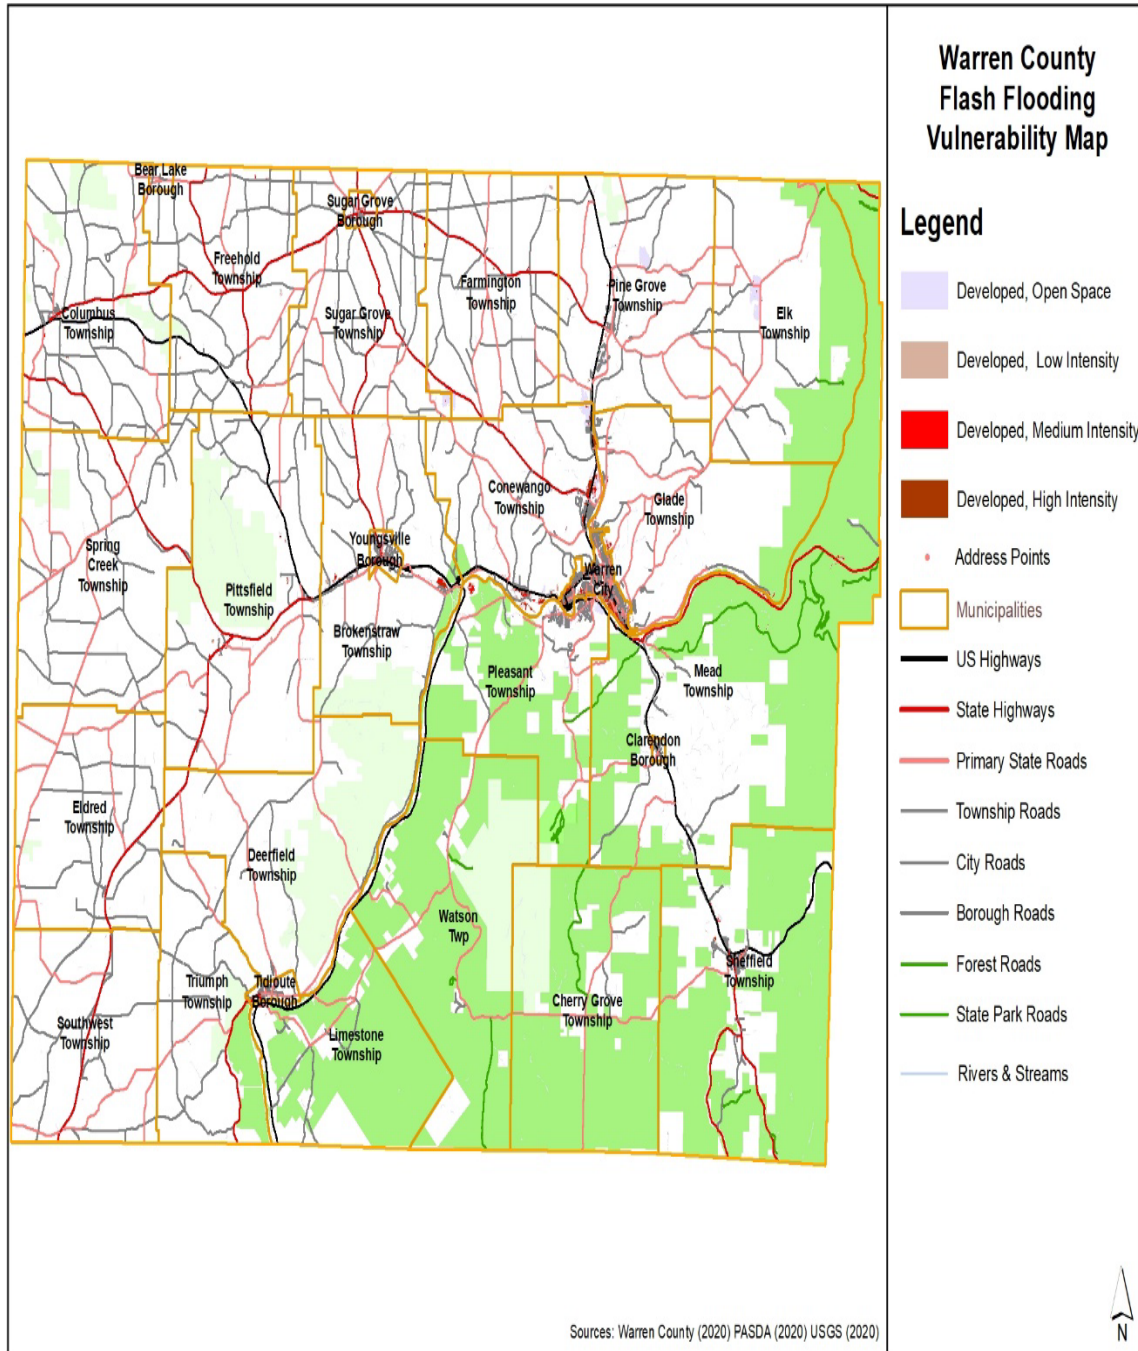 Warren County
Flash Flooding
Vulnerability Map
Legend
Developed, Open Space
Developed, Low Intensity
Developed, Medium Intensity
Developed, High Intensity
Address Points
Municipalities
US Highways
State Highways
Primary State Roads
Township Roads
City Roads
Borough Roads
Forest Roads
State Park Roads
Rivers & Streams
N
Bear Lake
Borough
Sugar Grove
Borough
Freehold
Township
Farmington
Township
Pine Grove
Township
Columbus
Township
Sugar Grove
Township
Elk
Township
Conewango
Township
Glade
Township
Spring
Creek
Township
Youngsville
Borough
Warren
City
Pittsfield
Township
Brokenstraw
Township
Pleasant
Township
Mead
Township
Clarendon
Borough
Eldred
Township
Deerfield
Township
Watson
Twp
Triumph
Township
Tidioute
Borough
Cherry Grove
Township
Sheffield
Township
Southwest
Township
Limestone
Township
Sources: Warren County (2020) PASDA (2020) USGS (2020)